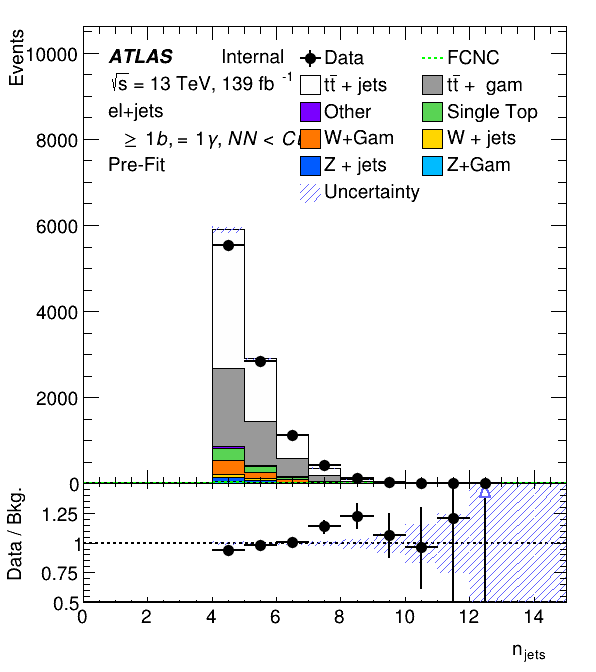 Events
10000
8000
6000
4000
2000
0
ATLAS Internal
√s = 13 TeV, 139 fb⁻¹
el+jets
≥ 1b, = 1γ, NN <
Pre-Fit
Data
FCNC
tt̄ + jets
tt̄ + gam
Other
Single Top
W+Gam
W + jets
Z + jets
Z+Gam
Uncertainty
Data / Bkg.
1.25
1
0.75
0.5
0 2 4 6 8 10 12 14
n_jets